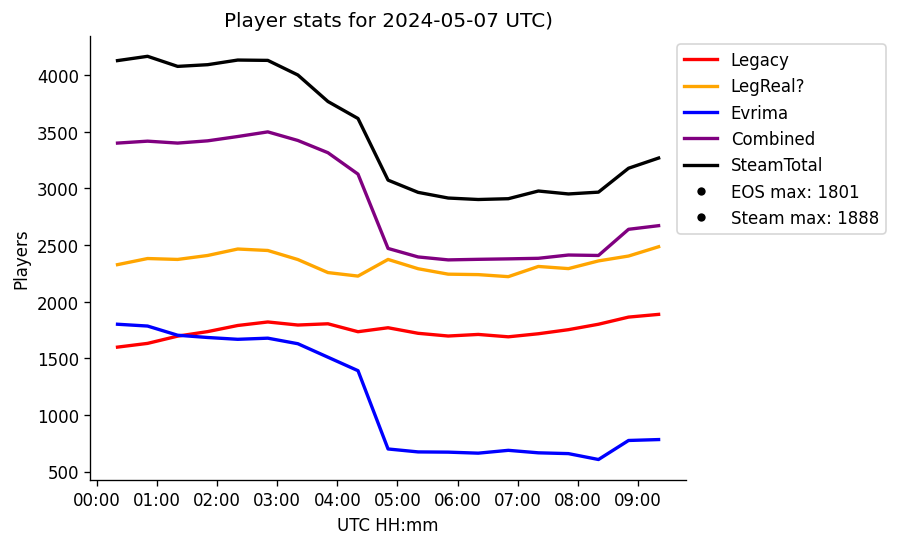 Player stats for 2024-05-07 UTC)
Legacy
LegReal?
Evrima
Combined
SteamTotal
EOS max: 1801
Steam max: 1888
Players
4000
3500
3000
2500
2000
1500
1000
500
00:00 01:00 02:00 03:00 04:00 05:00 06:00 07:00 08:00 09:00
UTC HH:mm